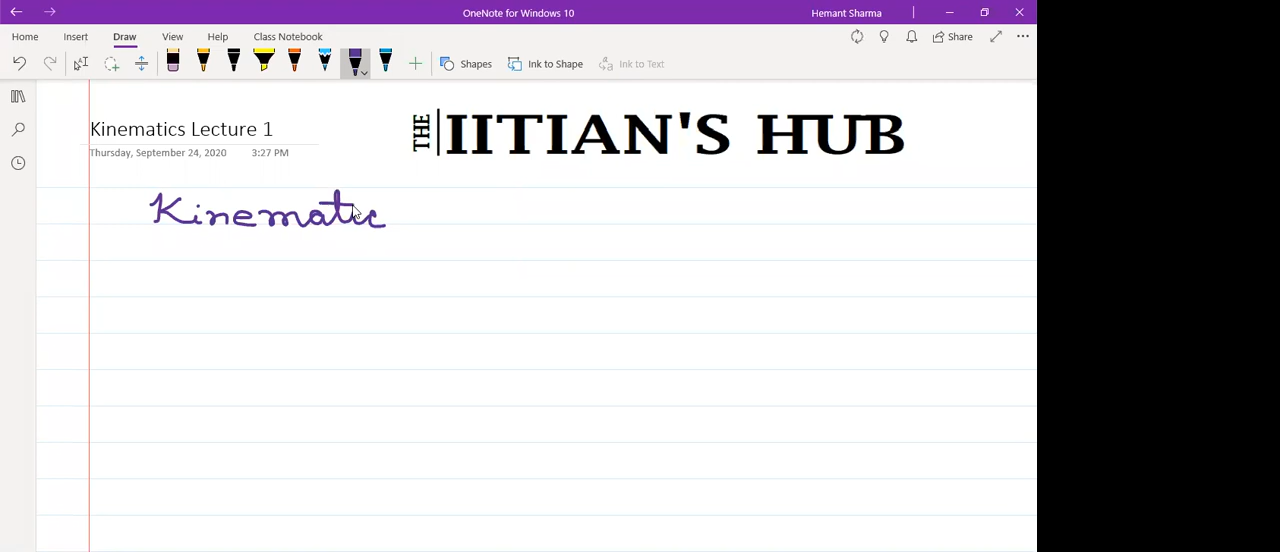 OneNote for Windows 10
Hemant Sharma
Home Insert Draw View Help Class Notebook
Share
Shapes Ink to Shape Ink to Text
Kinematics Lecture 1
THE IITIAN'S HUB
Thursday, September 24, 2020 3:27 PM
Kinematic